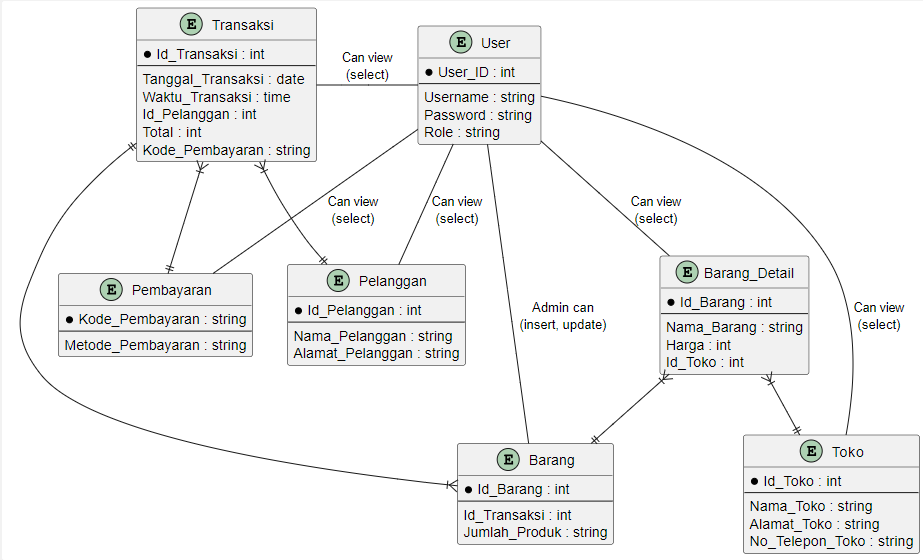 E Transaksi
● Id_Transaksi : int
Tanggal_Transaksi : date
Waktu_Transaksi : time
Id_Pelanggan : int
Total : int
Kode_Pembayaran : string
Can view
(select)
E User
● User_ID : int
Username : string
Password : string
Role : string
Can view
(select)
Can view
(select)
Can view
(select)
E Pembayaran
● Kode_Pembayaran : string
Metode_Pembayaran : string
E Pelanggan
● Id_Pelanggan : int
Nama_Pelanggan : string
Alamat_Pelanggan : string
Admin can
(insert, update)
E Barang_Detail
● Id_Barang : int
Nama_Barang : string
Harga : int
Id_Toko : int
Can view
(select)
E Barang
● Id_Barang : int
Id_Transaksi : int
Jumlah_Produk : string
E Toko
● Id_Toko : int
Nama_Toko : string
Alamat_Toko : string
No_Telepon_Toko : string